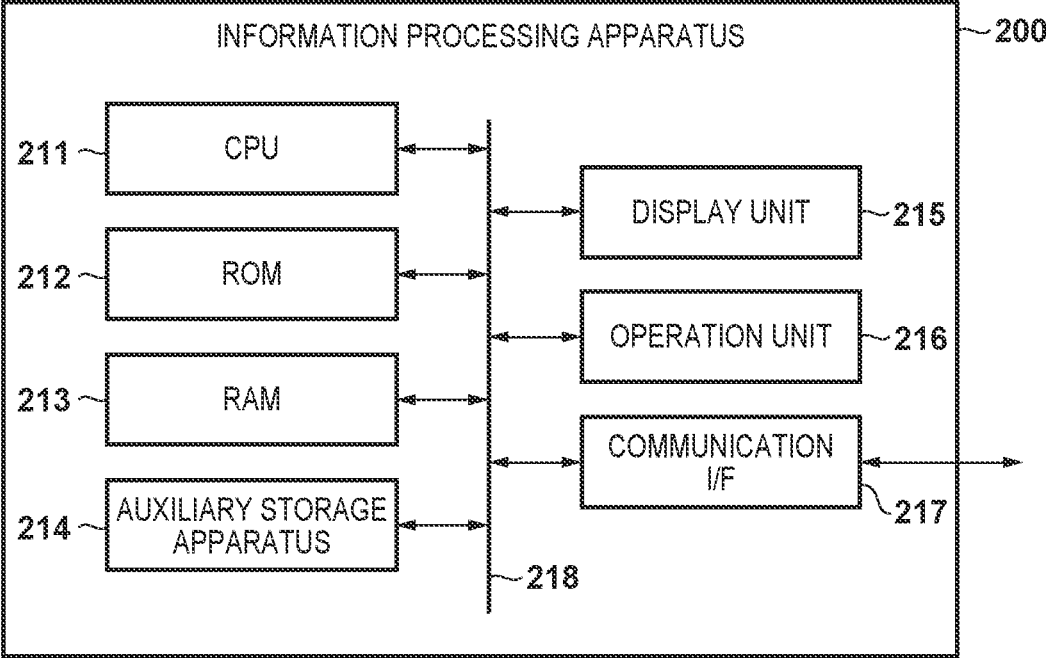 INFORMATION PROCESSING APPARATUS
200
211
CPU
212
ROM
213
RAM
214
AUXILIARY STORAGE
APPARATUS
DISPLAY UNIT
215
OPERATION UNIT
216
COMMUNICATION
I/F
217
218